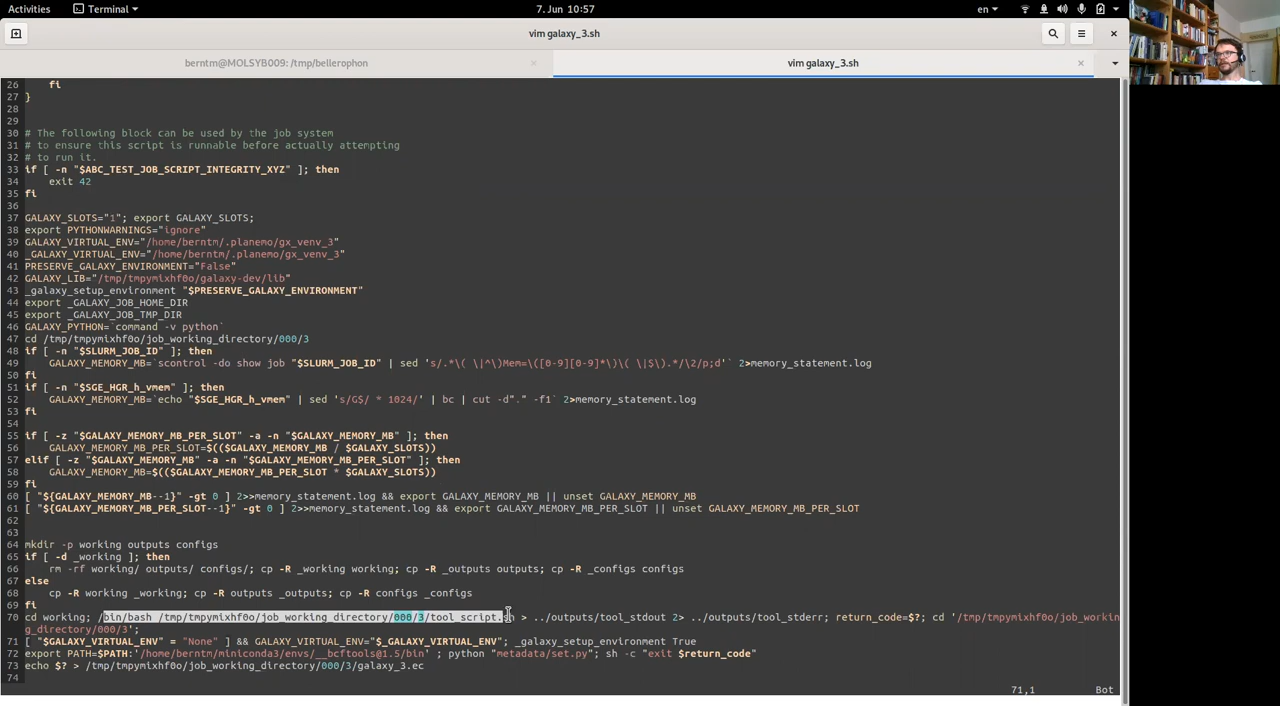 Activities Terminal 7. Jun 10:57 en
vim galaxy_3.sh
berntm@MOLSYB009: /tmp/bellerophon vim galaxy_3.sh
26     fi
27 }
28
29
30 # The following block can be used by the job system
31 # to ensure this script is runnable before actually attempting
32 # to run it.
33 if [ -n "$ABC_TEST_JOB_SCRIPT_INTEGRITY_XYZ" ]; then
34     exit 42
35 fi
36
37 GALAXY_SLOTS="1"; export GALAXY_SLOTS;
38 export PYTHONWARNINGS="ignore"
39 GALAXY_VIRTUAL_ENV="/home/berntm/.planemo/gx_venv_3"
40 _GALAXY_VIRTUAL_ENV="/home/berntm/.planemo/gx_venv_3"
41 PRESERVE_GALAXY_ENVIRONMENT="False"
42 GALAXY_LIB="/tmp/tmpymixhf0o/galaxy-dev/lib"
43 _galaxy_setup_environment "$PRESERVE_GALAXY_ENVIRONMENT"
44 export _GALAXY_JOB_HOME_DIR
45 export _GALAXY_JOB_TMP_DIR
46 GALAXY_PYTHON=`command -v python`
47 cd /tmp/tmpymixhf0o/job_working_directory/000/3
48 if [ -n "$SLURM_JOB_ID" ]; then
49     GALAXY_MEMORY_MB=`scontrol -do show job "$SLURM_JOB_ID" | sed 's/.*\( \|^\)Mem=\([0-9][0-9]*\)\( \|$\).*/\2/p;d'` 2>memory_statement.log
50 fi
51 if [ -n "$SGE_HGR_h_vmem" ]; then
52     GALAXY_MEMORY_MB=`echo "$SGE_HGR_h_vmem" | sed 's/G$/ * 1024/' | bc | cut -d"." -f1` 2>memory_statement.log
53 fi
54
55 if [ -z "$GALAXY_MEMORY_MB_PER_SLOT" -a -n "$GALAXY_MEMORY_MB" ]; then
56     GALAXY_MEMORY_MB_PER_SLOT=$(($GALAXY_MEMORY_MB / $GALAXY_SLOTS))
57 elif [ -z "$GALAXY_MEMORY_MB" -a -n "$GALAXY_MEMORY_MB_PER_SLOT" ]; then
58     GALAXY_MEMORY_MB=$(($GALAXY_MEMORY_MB_PER_SLOT * $GALAXY_SLOTS))
59 fi
60 [ "${GALAXY_MEMORY_MB--1}" -gt 0 ] 2>>memory_statement.log && export GALAXY_MEMORY_MB || unset GALAXY_MEMORY_MB
61 [ "${GALAXY_MEMORY_MB_PER_SLOT--1}" -gt 0 ] 2>>memory_statement.log && export GALAXY_MEMORY_MB_PER_SLOT || unset GALAXY_MEMORY_MB_PER_SLOT
62
63
64 mkdir -p working outputs configs
65 if [ -d _working ]; then
66     rm -rf working/ outputs/ configs/; cp -R _working working; cp -R _outputs outputs; cp -R _configs configs
67 else
68     cp -R working _working; cp -R outputs _outputs; cp -R configs _configs
69 fi
70 cd working; /bin/bash /tmp/tmpymixhf0o/job_working_directory/000/3/tool_script.sh > ../outputs/tool_stdout 2> ../outputs/tool_stderr; return_code=$?; cd '/tmp/tmpymixhf0o/job_workin
g_directory/000/3';
71 [ "$GALAXY_VIRTUAL_ENV" = "None" ] && GALAXY_VIRTUAL_ENV="$_GALAXY_VIRTUAL_ENV"; _galaxy_setup_environment True
72 export PATH=$PATH:'/home/berntm/miniconda3/envs/__bcftools@1.5/bin' ; python "metadata/set.py"; sh -c "exit $return_code"
73 echo $? > /tmp/tmpymixhf0o/job_working_directory/000/3/galaxy_3.ec
74
71,1 Bot